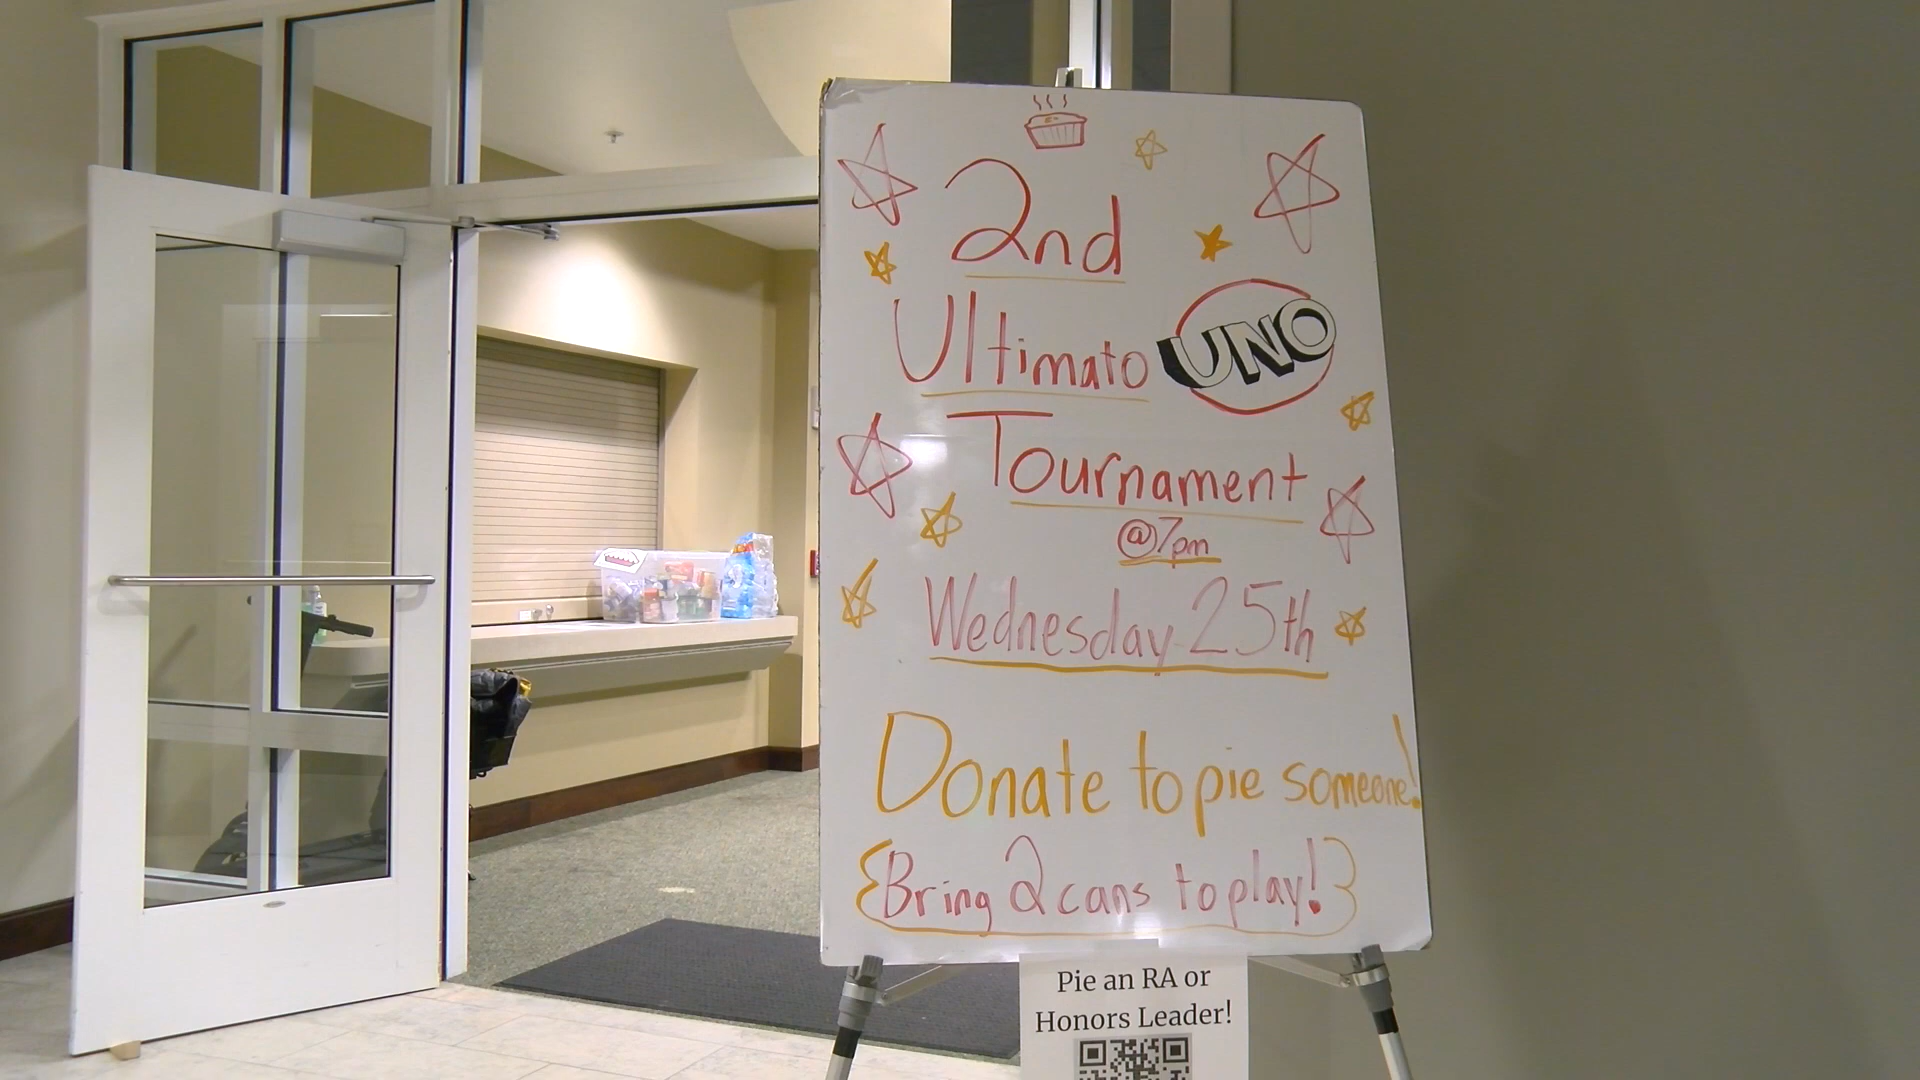 2nd
Ultimato UNO
Tournament
@7pm
Wednesday 25th
Donate to pie someone!
Bring 2 cans to play!
Pie an RA or
Honors Leader!